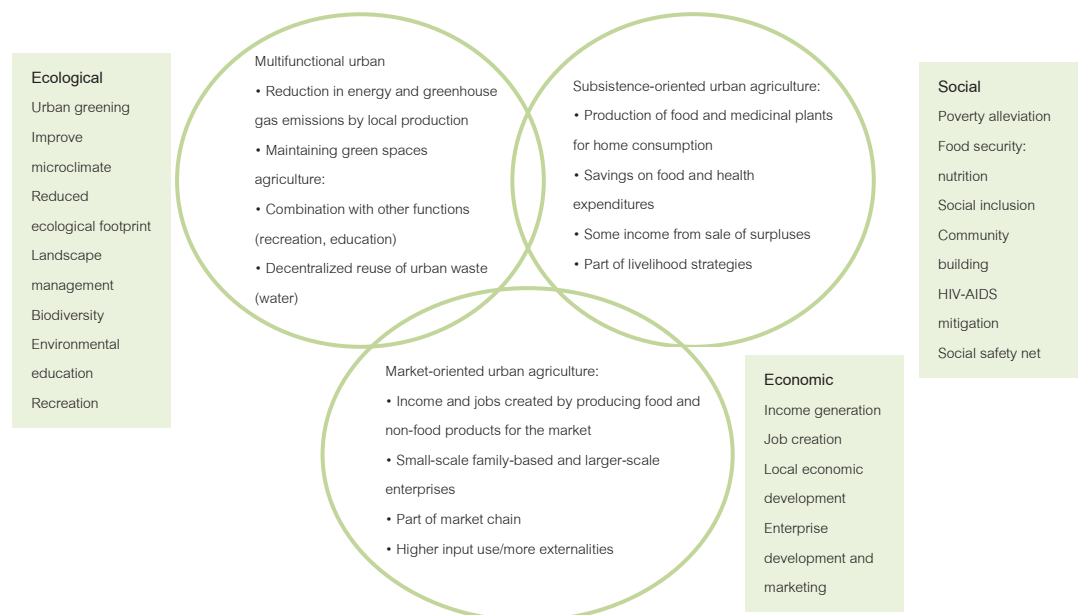 Ecological
Urban greening
Improve
microclimate
Reduced
ecological footprint
Landscape
management
Biodiversity
Environmental
education
Recreation
Multifunctional urban
• Reduction in energy and greenhouse
gas emissions by local production
• Maintaining green spaces
agriculture:
• Combination with other functions
(recreation, education)
• Decentralized reuse of urban waste
(water)
Subsistence-oriented urban agriculture:
• Production of food and medicinal plants
for home consumption
• Savings on food and health
expenditures
• Some income from sale of surpluses
• Part of livelihood strategies
Social
Poverty alleviation
Food security:
nutrition
Social inclusion
Community
building
HIV-AIDS
mitigation
Social safety net
Market-oriented urban agriculture:
• Income and jobs created by producing food and
non-food products for the market
• Small-scale family-based and larger-scale
enterprises
• Part of market chain
• Higher input use/more externalities
Economic
Income generation
Job creation
Local economic
development
Enterprise
development and
marketing